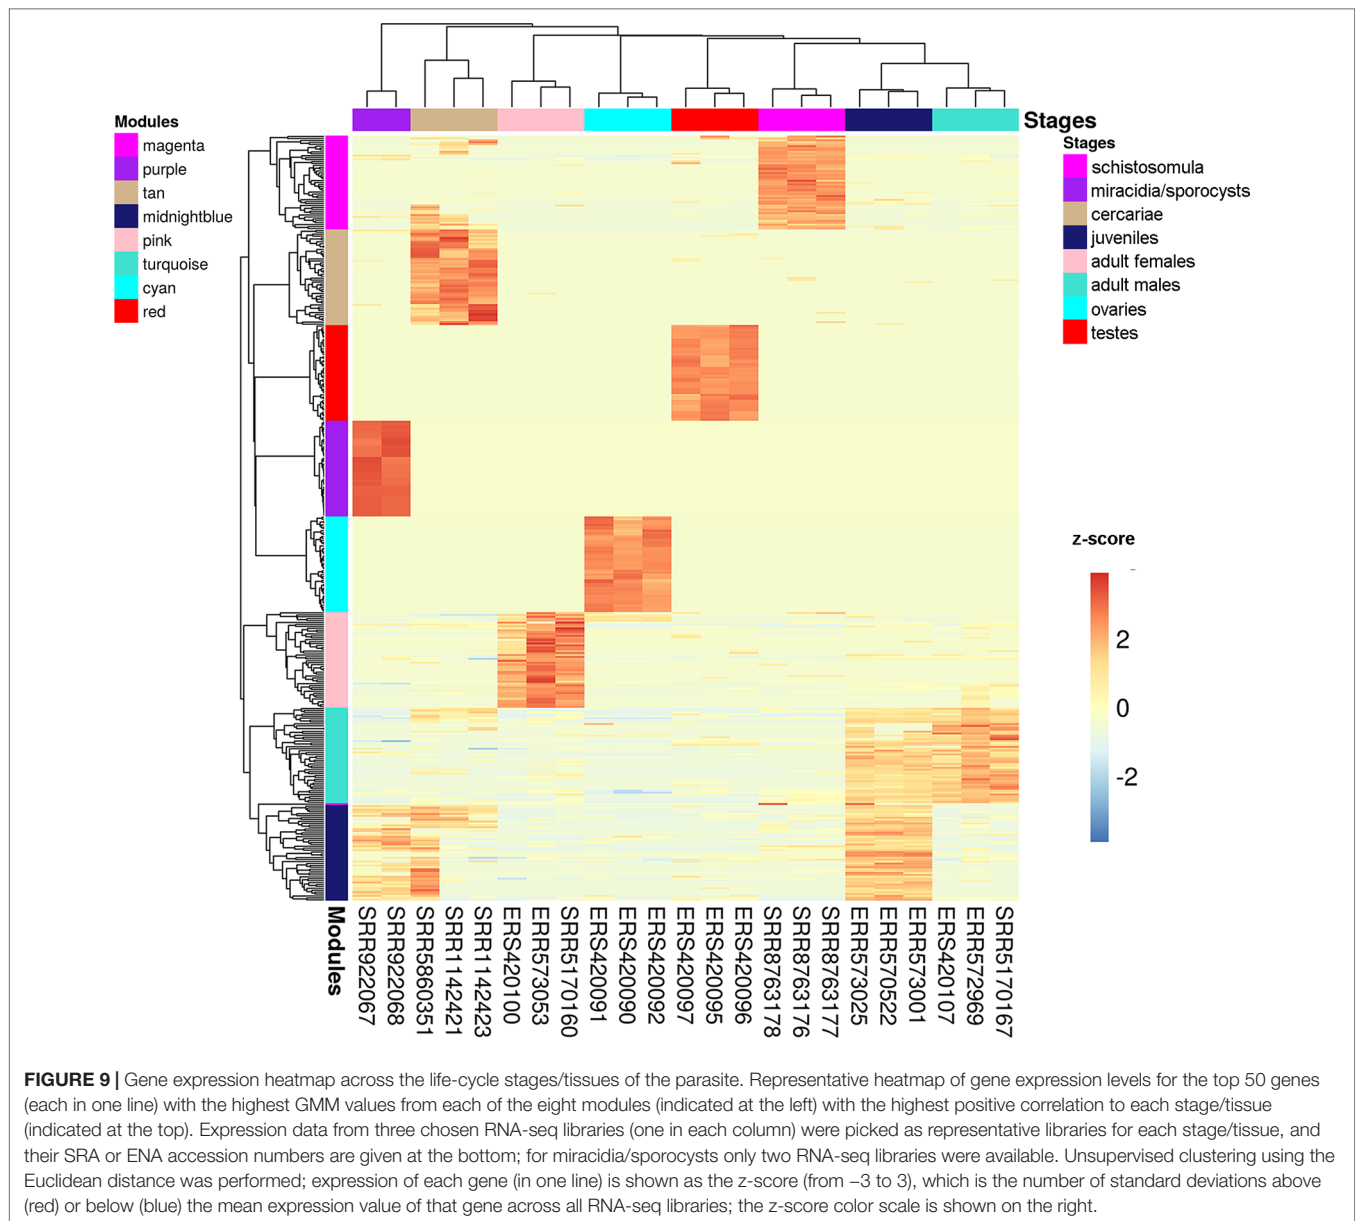 Modules
magenta
purple
tan
midnightblue
pink
turquoise
cyan
red
Stages
Stages
schistosomula
miracidia/sporocysts
cercariae
juveniles
adult females
adult males
ovaries
testes
z-score
2
0
-2
Modules
SRR922067
SRR922068
SRR5860351
SRR1142421
SRR1142423
ERS420100
ERR573053
SRR5170160
ERS420091
ERS420090
ERS420092
ERS420097
ERS420095
ERS420096
SRR8763178
SRR8763176
SRR8763177
ERR573025
ERR570522
ERR573001
ERS420107
ERR572969
SRR5170167
FIGURE 9 | Gene expression heatmap across the life-cycle stages/tissues of the parasite. Representative heatmap of gene expression levels for the top 50 genes
(each in one line) with the highest GMM values from each of the eight modules (indicated at the left) with the highest positive correlation to each stage/tissue
(indicated at the top). Expression data from three chosen RNA-seq libraries (one in each column) were picked as representative libraries for each stage/tissue, and
their SRA or ENA accession numbers are given at the bottom; for miracidia/sporocysts only two RNA-seq libraries were available. Unsupervised clustering using the
Euclidean distance was performed; expression of each gene (in one line) is shown as the z-score (from −3 to 3), which is the number of standard deviations above
(red) or below (blue) the mean expression value of that gene across all RNA-seq libraries; the z-score color scale is shown on the right.